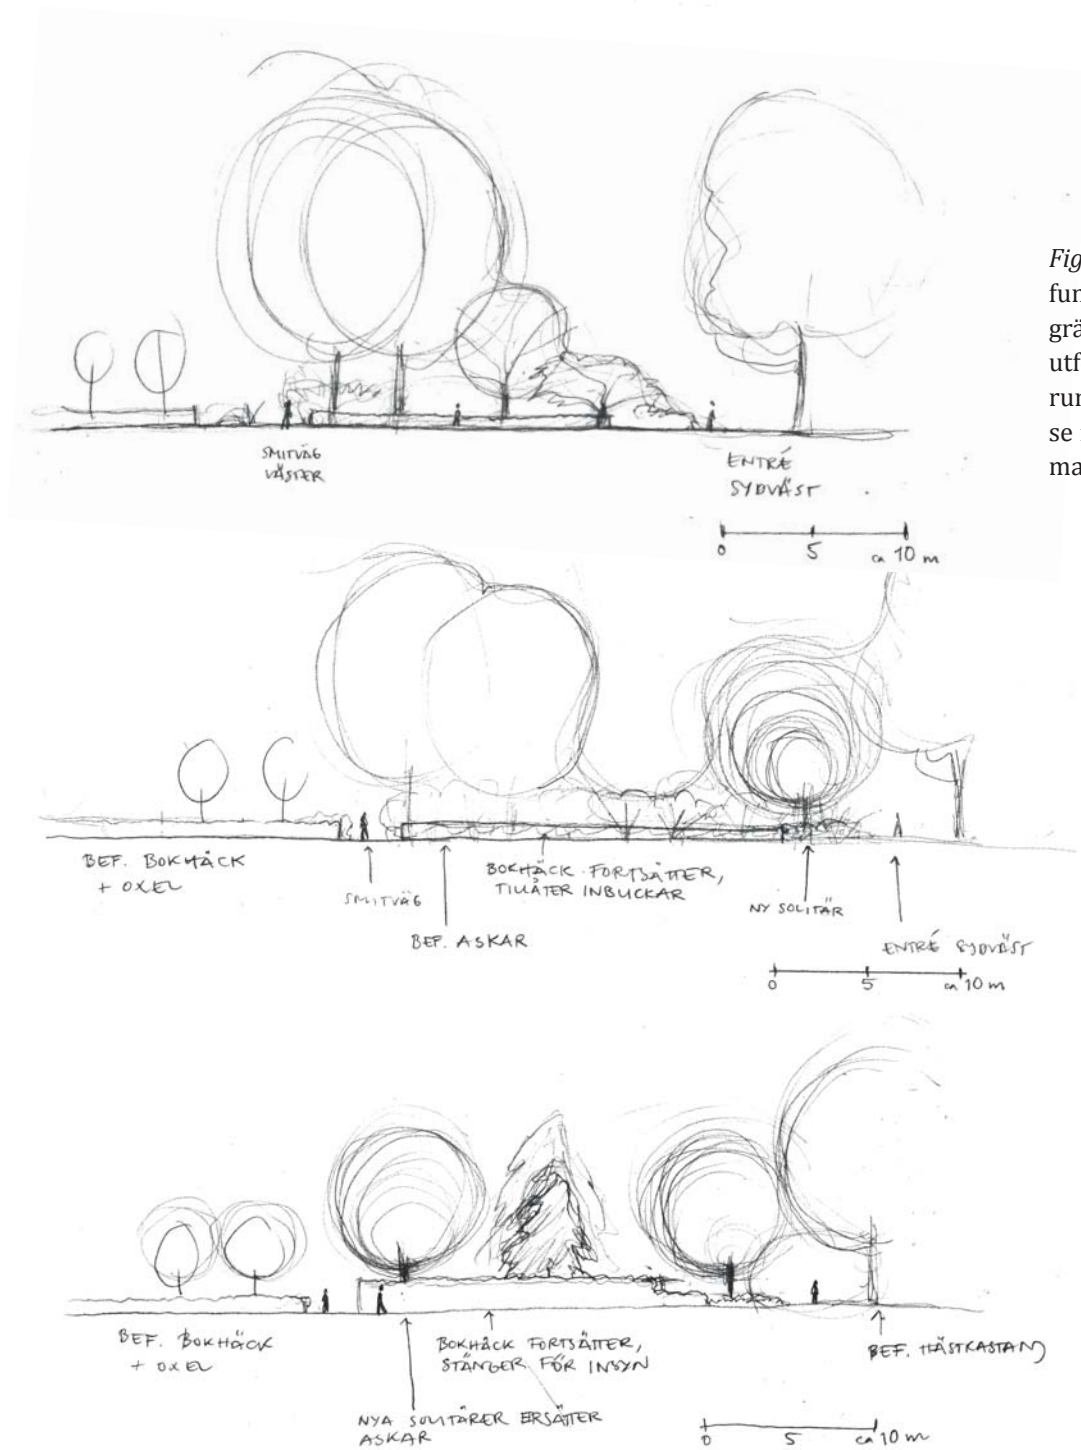 SMITVÄG
VÄSTER
ENTRÉ
SYDVÄST
0 5 ca 10 m
Fig
fun
grä
utf
run
se
ma
BEF. BOKHÄCK
+ OXEL
SMITVÄG
BEF. ASKAR
BOKHÄCK FORTSÄTTER,
TILLÅTER INBLICKAR
NY SOLITÄR
ENTRÉ SYDVÄST
0 5 ca 10 m
BEF. BOKHÄCK
+ OXEL
BOKHÄCK FORTSÄTTER,
STÄNGER FÖR INSYN
NYA SOLITÄRER ERSÄTTER
ASKAR
BEF. HÄSTKASTANJ
0 5 ca 10 m